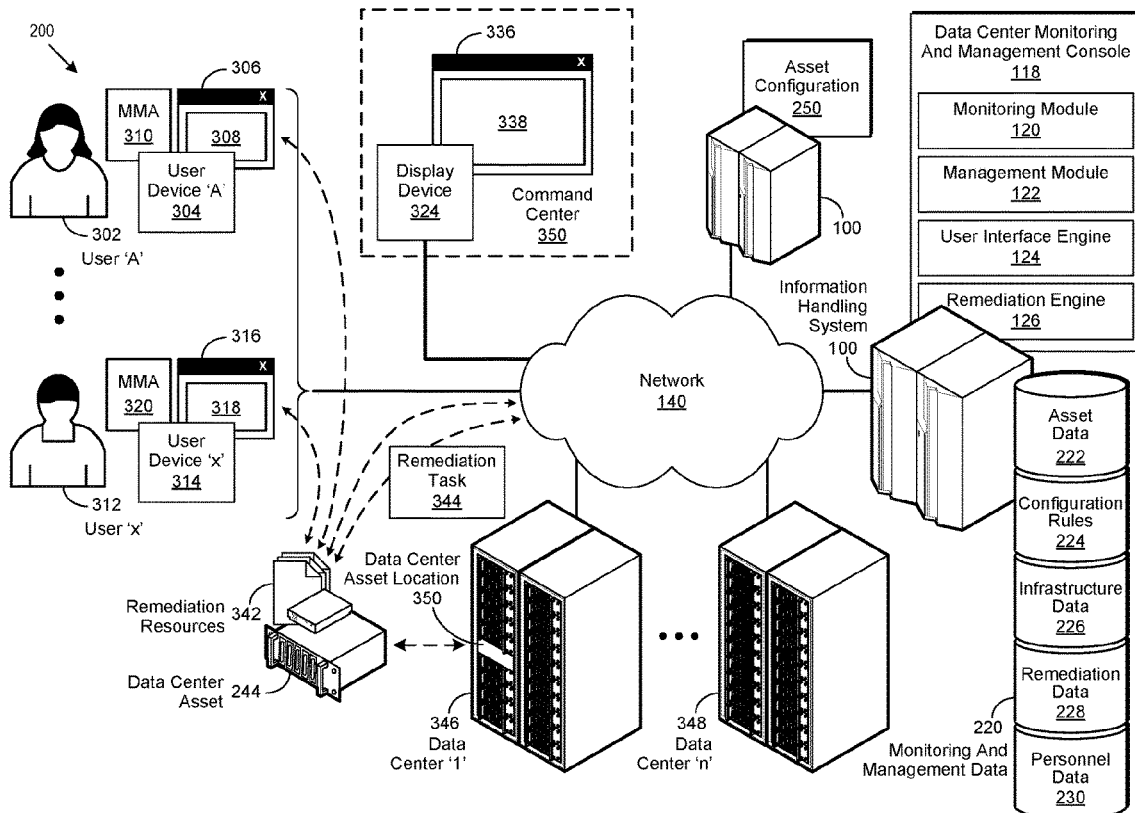 200
306
X
MMA
310
308
User
Device 'A'
304
302
User 'A'
316
X
MMA
320
318
User
Device 'x'
314
312
User 'x'
336
X
338
Display
Device
324
Command
Center
350
Asset
Configuration
250
100
Data Center Monitoring
And Management Console
118
Monitoring Module
120
Management Module
122
User Interface Engine
124
Remediation Engine
126
Information
Handling
System
100
Network
140
Remediation
Task
344
Data Center
Asset Location
350
Remediation
Resources
342
Data Center
Asset
244
346 Data
Center '1'
348 Data
Center 'n'
220
Monitoring And
Management Data
Asset
Data
222
Configuration
Rules
224
Infrastructure
Data
226
Remediation
Data
228
Personnel
Data
230